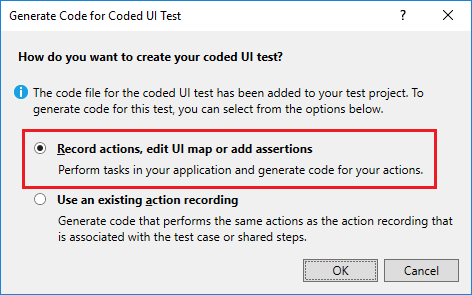 Generate Code for Coded UI Test
How do you want to create your coded UI test?
The code file for the coded UI test has been added to your test project. To
generate code for this test, you can select from the options below.
Record actions, edit UI map or add assertions
Perform tasks in your application and generate code for your actions.
Use an existing action recording
Generate code that performs the same actions as the action recording that
is associated with the test case or shared steps.
OK Cancel